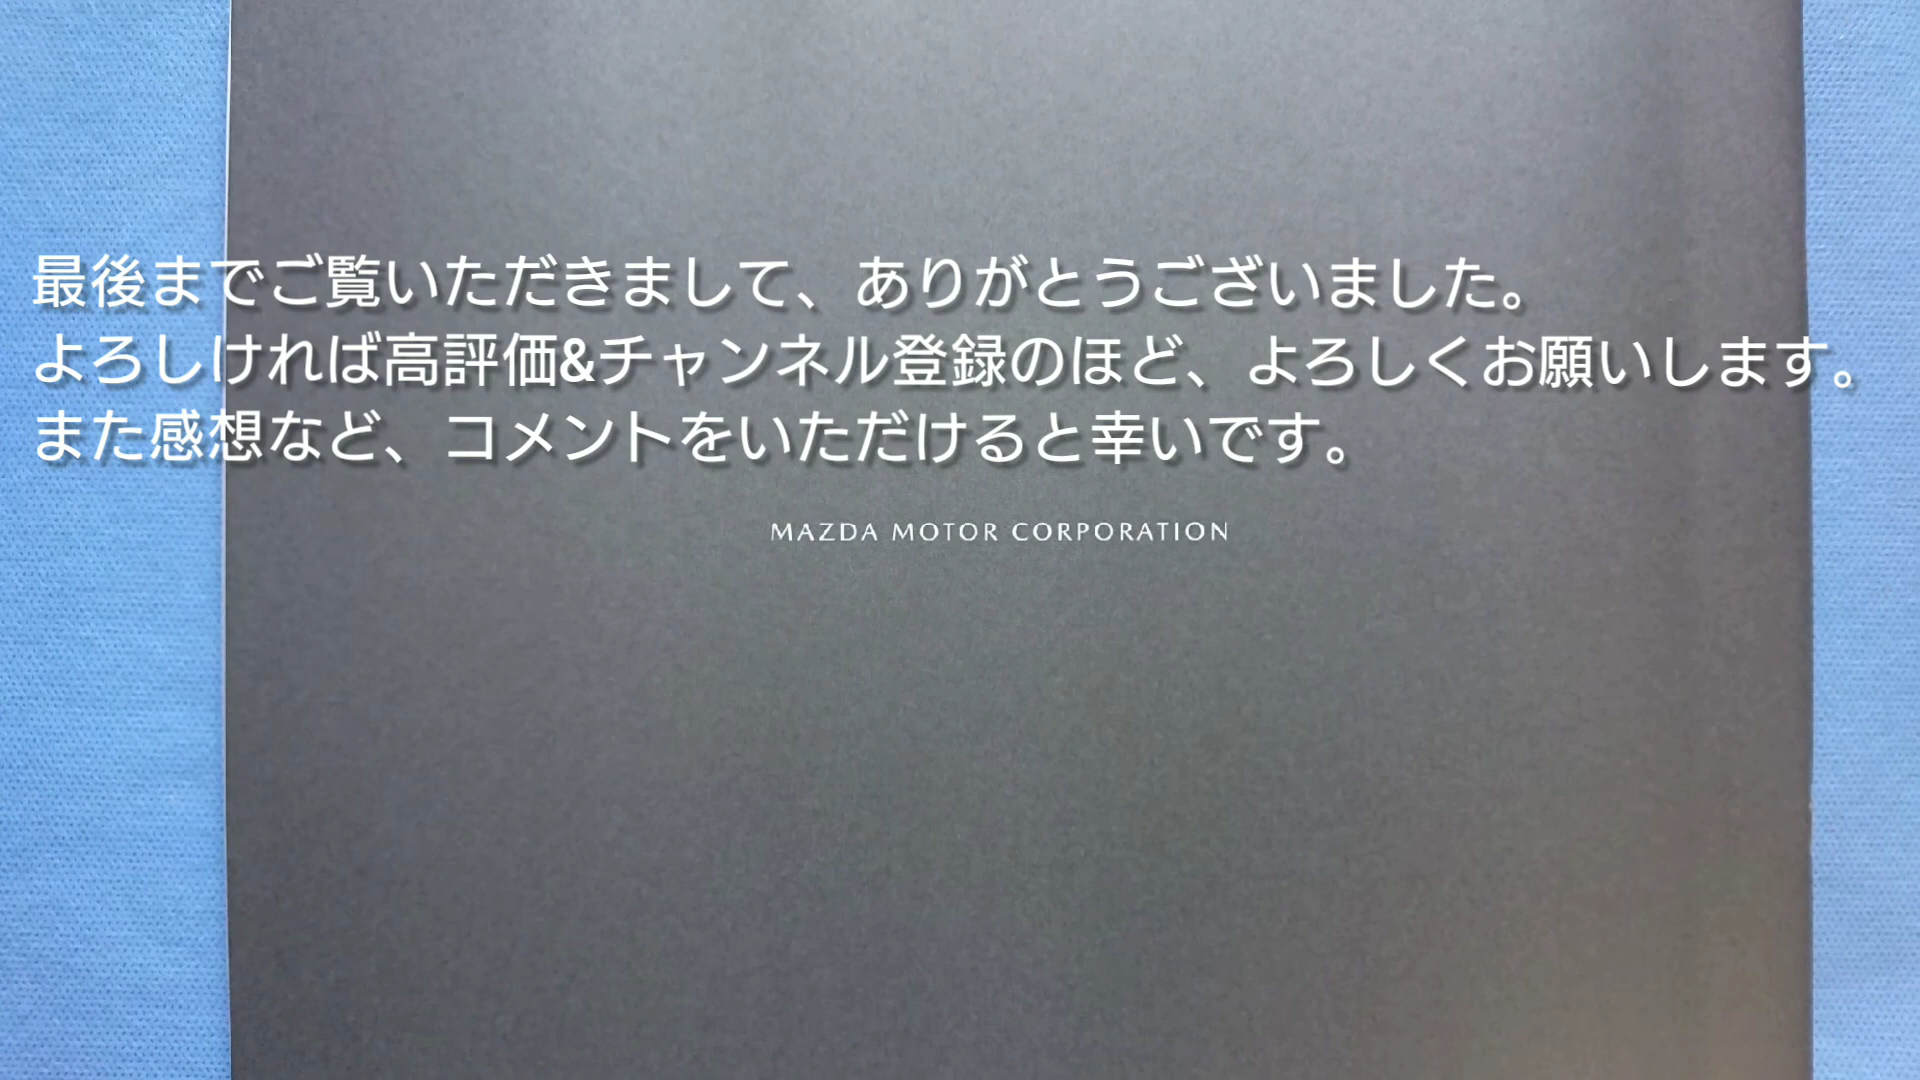 最後までご覧いただきまして、ありがとうございました。
よろしければ高評価&チャンネル登録のほど、よろしくお願いします。
また感想など、コメントをいただけると幸いです。
MAZDA MOTOR CORPORATION